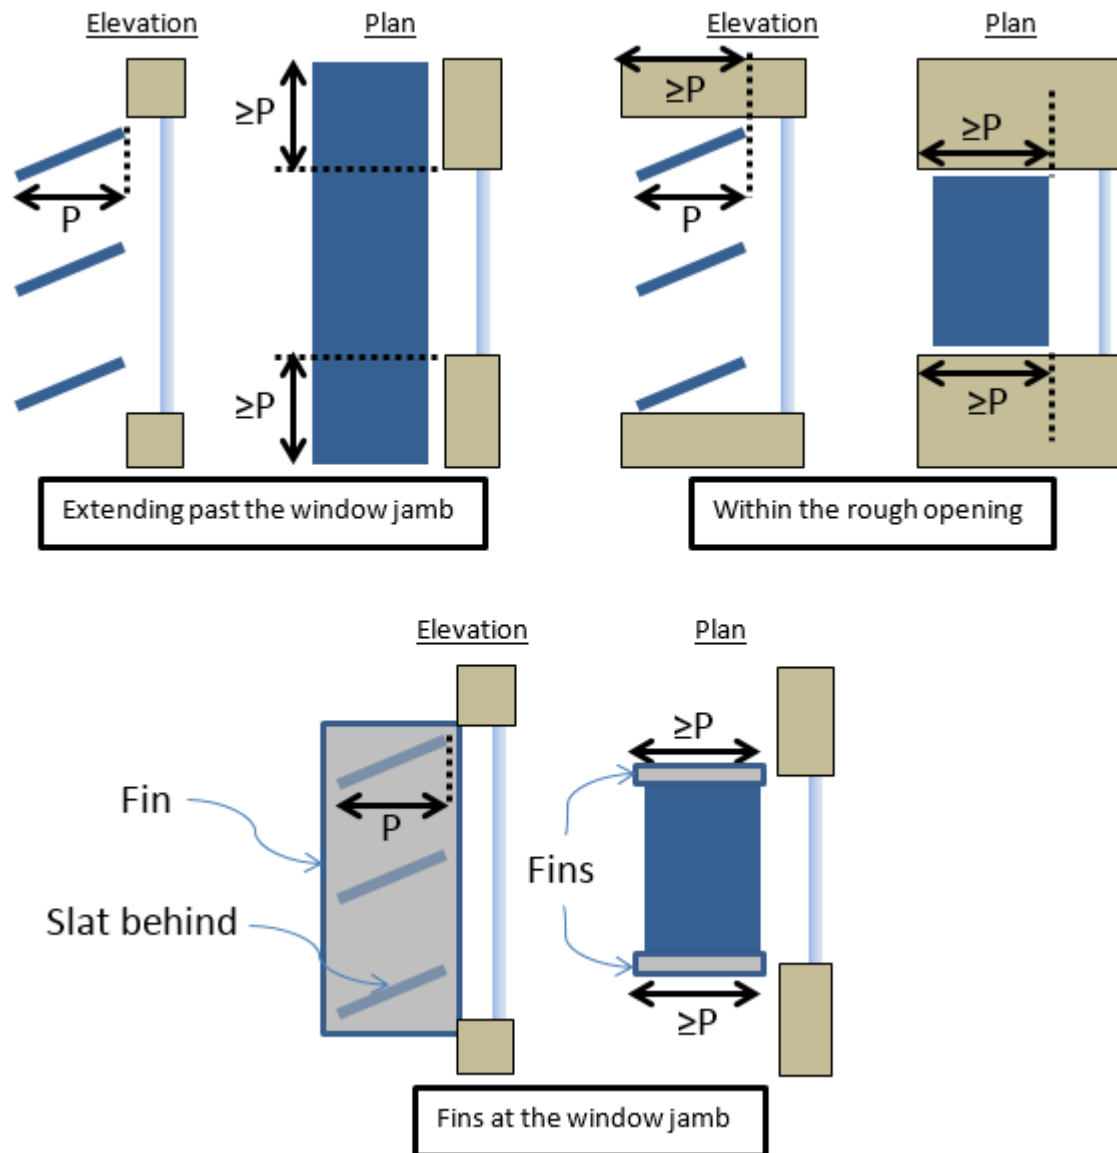 Elevation
Plan
Elevation
Plan
≥P
≥P
≥P
P
P
≥P
≥P
Extending past the window jamb
Within the rough opening
Elevation
Plan
≥P
Fin
P
Fins
Slat behind
≥P
Fins at the window jamb